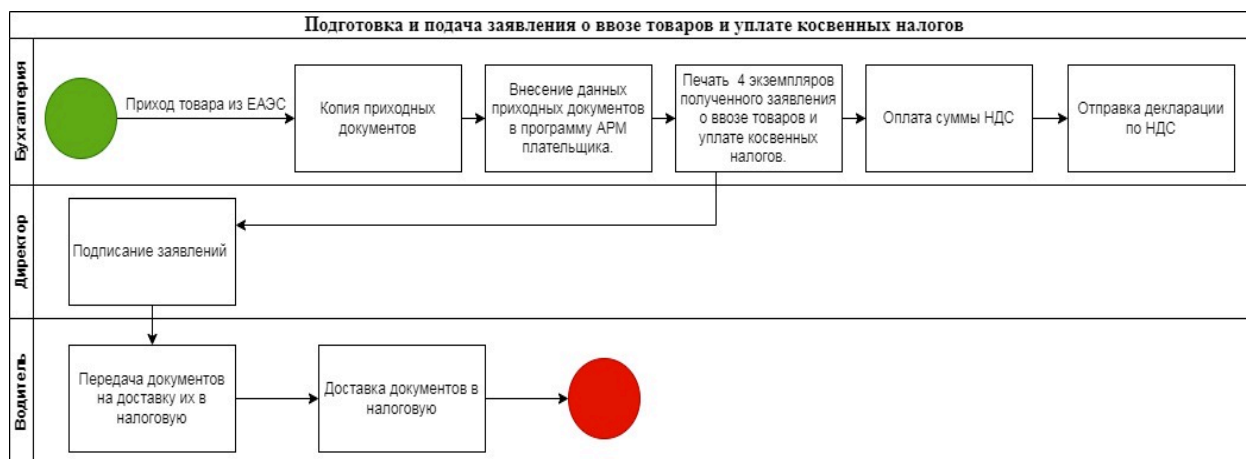 Подготовка и подача заявления о ввозе товаров и уплате косвенных налогов
Бухгалтерия
Приход товара из ЕАЭС
Копия приходных
документов
Внесение данных
приходных документов
в программу АРМ
плательщика.
Печать 4 экземпляров
полученного заявления
о ввозе товаров и
уплате косвенных
налогов.
Оплата суммы НДС
Отправка декларации
по НДС
Директор
Подписание заявлений
Водитель
Передача документов
на доставку их в
налоговую
Доставка документов в
налоговую